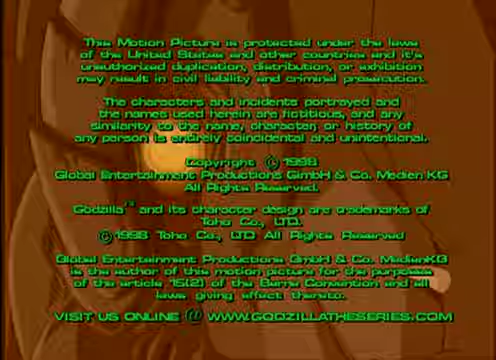 This Motion Picture is protected under the laws
of the United States and other countries and it's
unauthorized duplication, distribution, or exhibition
may result in civil liability and criminal prosecution.
The characters and incidents portrayed and
the names used herein are fictitious, and any
similarity to the name, character, or history of
any person is entirely coincidental and unintentional.
Copyright © 1998
Global Entertainment Productions GmbH & Co. Medien KG
All Rights Reserved.
Godzilla™ and its character design are trademarks of
Toho Co., LTD.
©1998 Toho Co., LTD All Rights Reserved
Global Entertainment Productions GmbH & Co. MedienKG
is the author of this motion picture for the purposes
of the article 15(2) of the Berne Convention and all
laws giving effect thereto.
VISIT US ONLINE @ WWW.GODZILLATHESERIES.COM